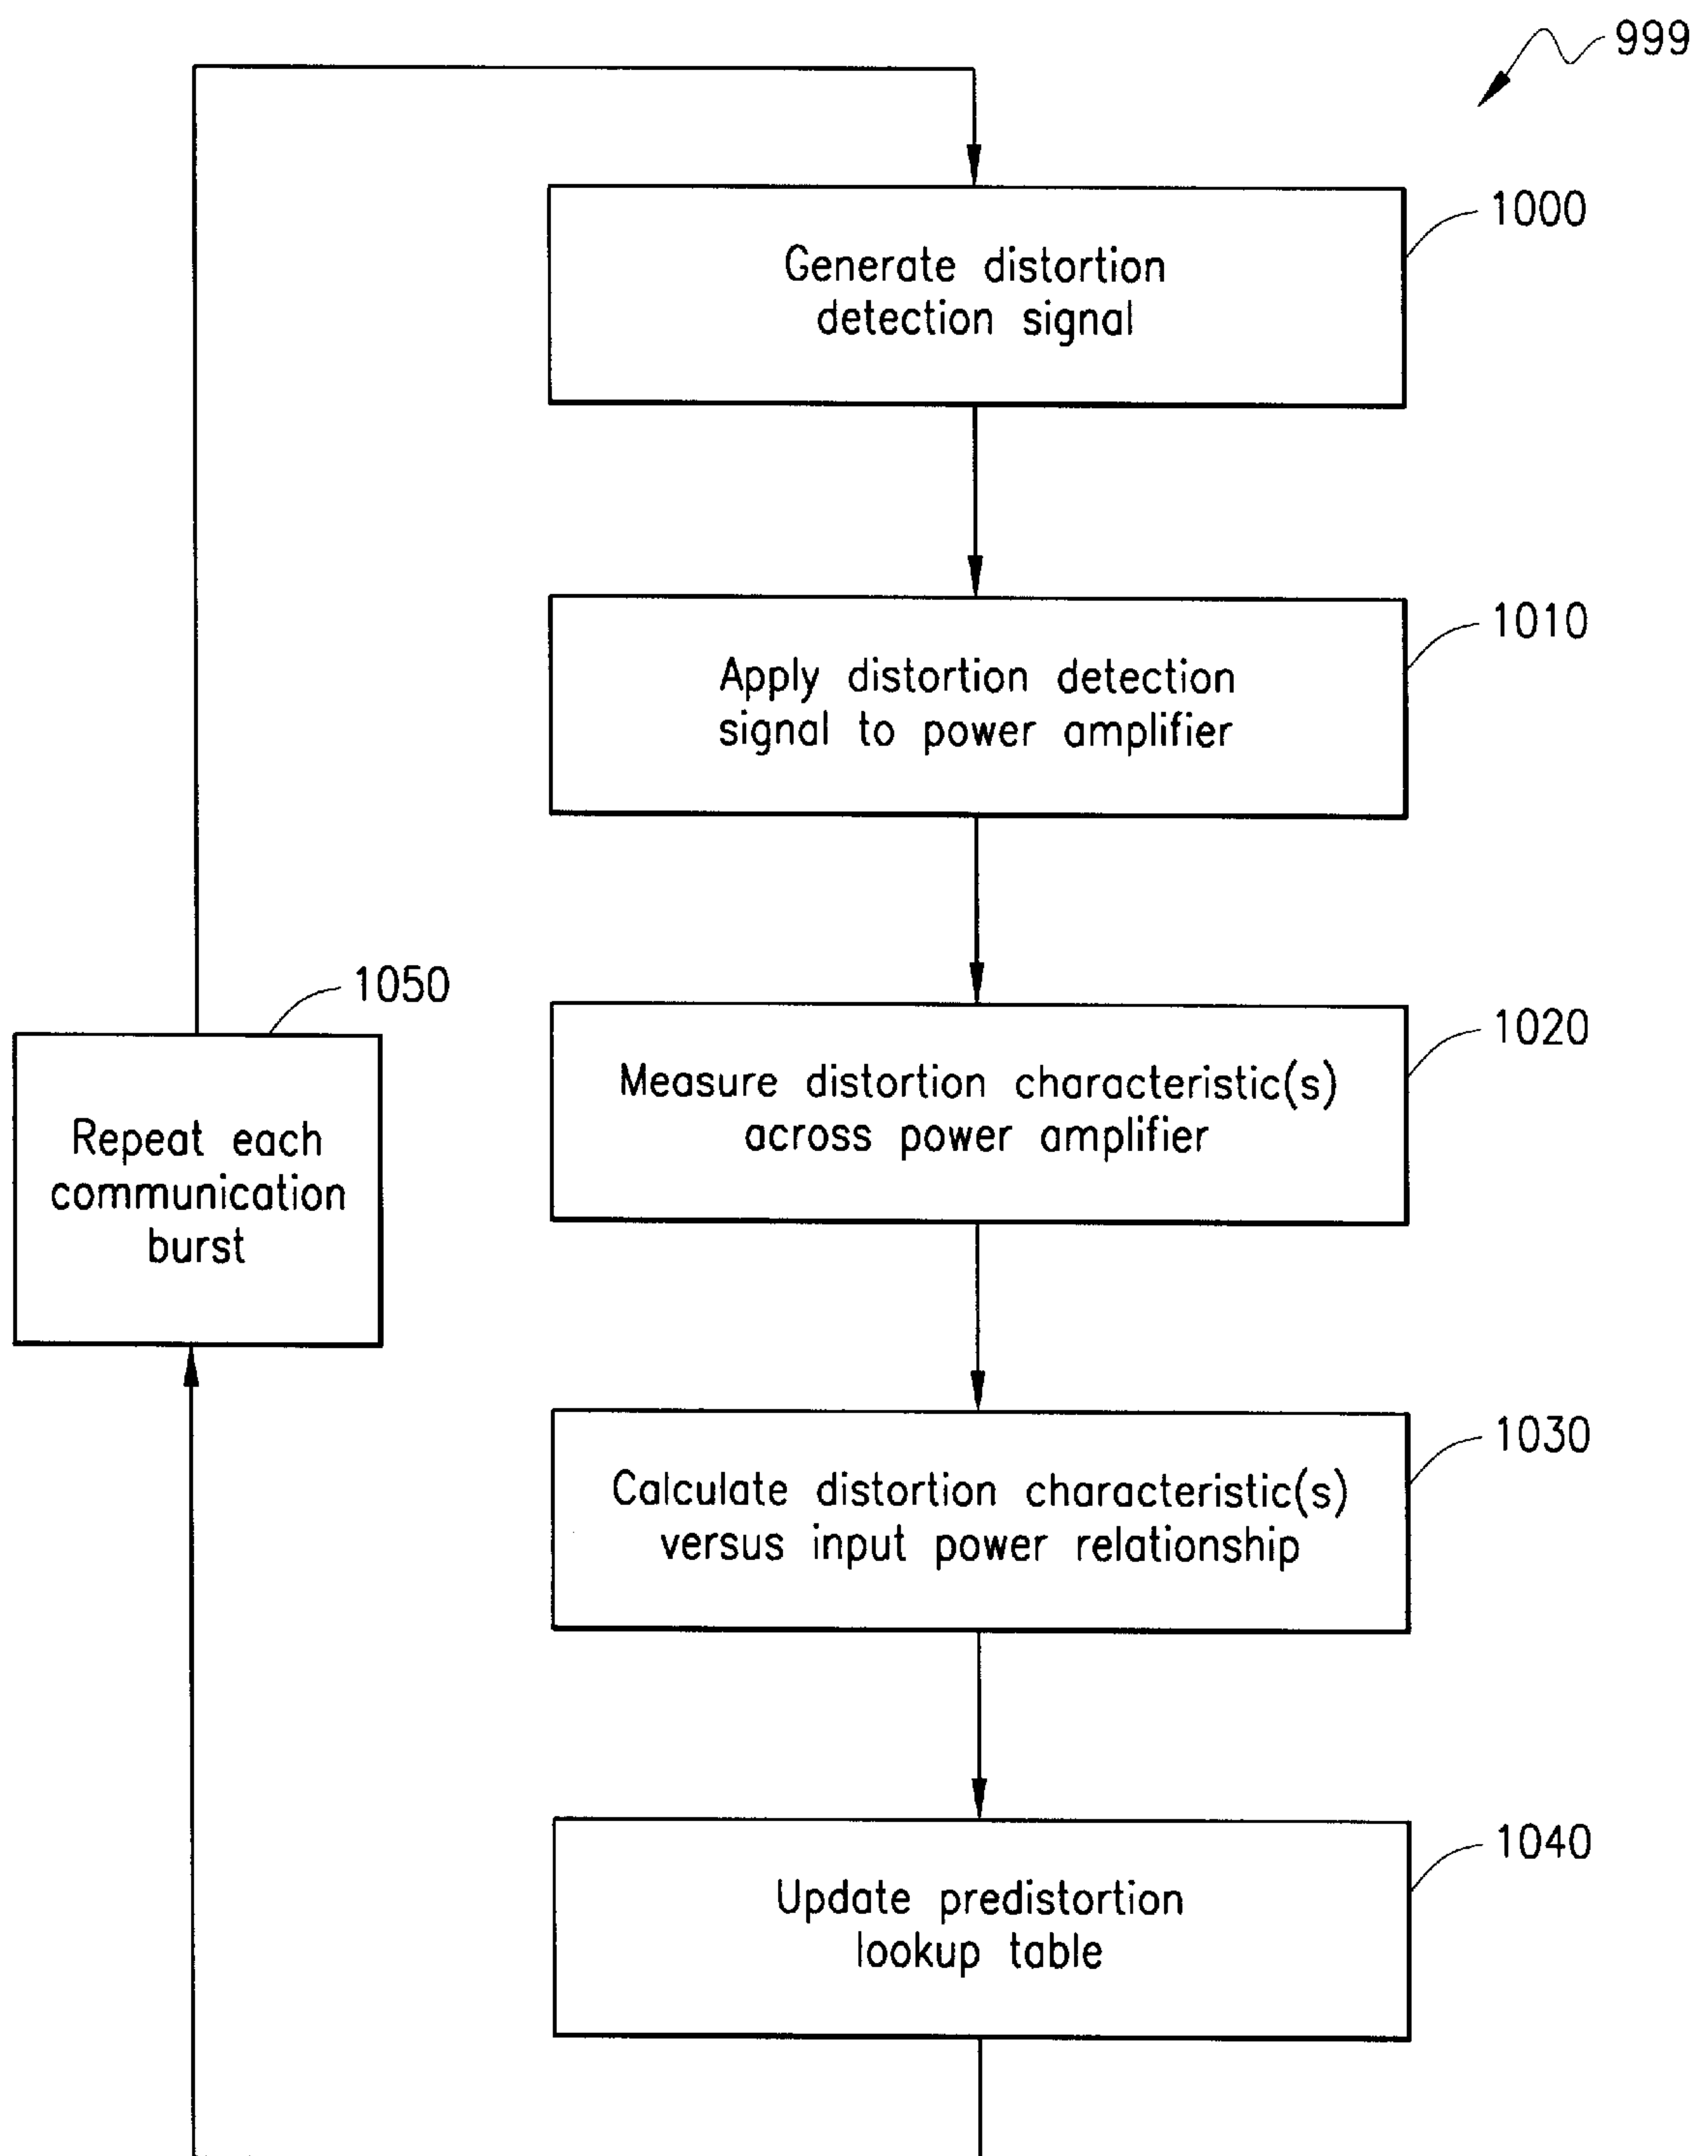 999
1000
Generate distortion
detection signal
1010
Apply distortion detection
signal to power amplifier
1020
Measure distortion characteristic(s)
across power amplifier
1050
Repeat each
communication
burst
1030
Calculate distortion characteristic(s)
versus input power relationship
1040
Update predistortion
lookup table